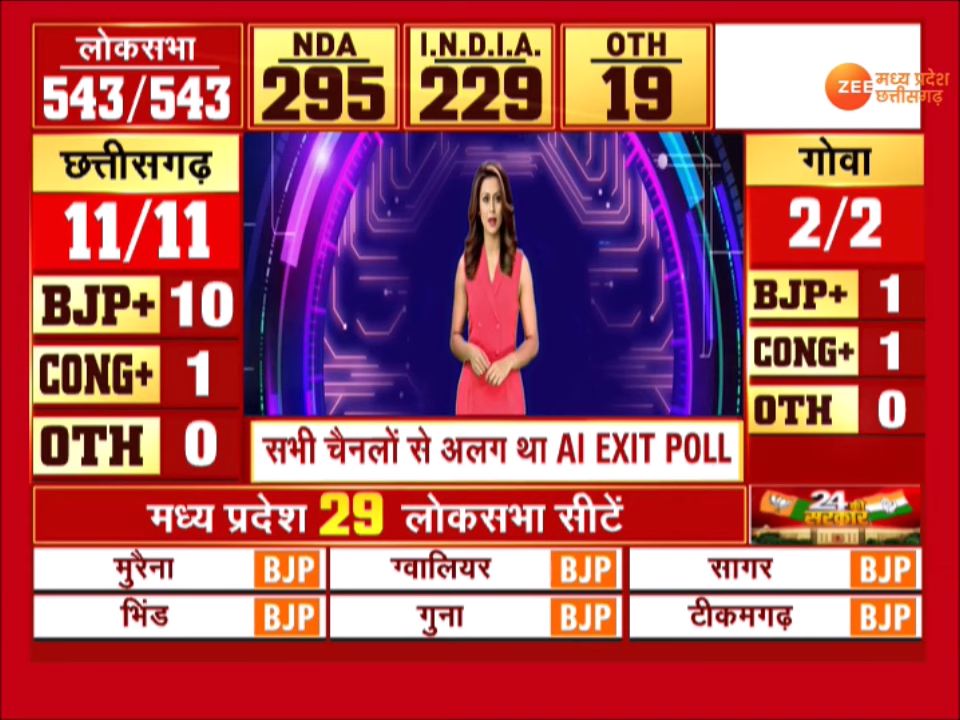 लोकसभा
543/543
NDA
295
I.N.D.I.A.
229
OTH
19
ZEE मध्य प्रदेश
छत्तीसगढ़
छत्तीसगढ़
11/11
BJP+ 10
CONG+ 1
OTH 0
गोवा
2/2
BJP+ 1
CONG+ 1
OTH 0
सभी चैनलों से अलग था AI EXIT POLL
मध्य प्रदेश 29 लोकसभा सीटें
24 की
सरकार
मुरैना BJP ग्वालियर BJP सागर BJP
भिंड BJP गुना BJP टीकमगढ़ BJP